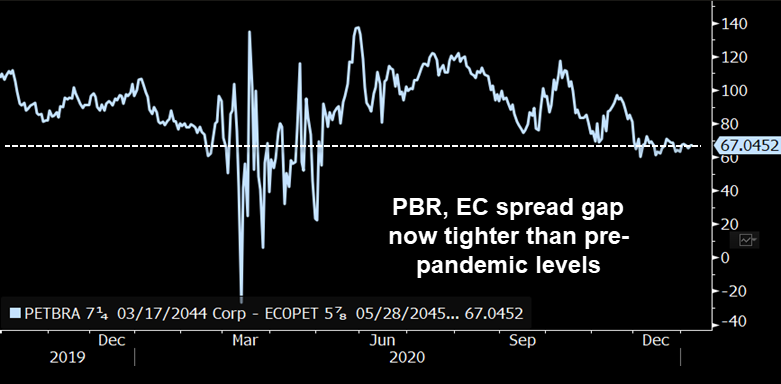 140
120
100
80
67.0452
60
40
20
0
-20
-40
PBR, EC spread gap
now tighter than pre-
pandemic levels
PETBRA 7¼ 03/17/2044 Corp - ECOPET 5⅞ 05/28/2045... 67.0452
Dec Mar Jun Sep Dec
2019 2020